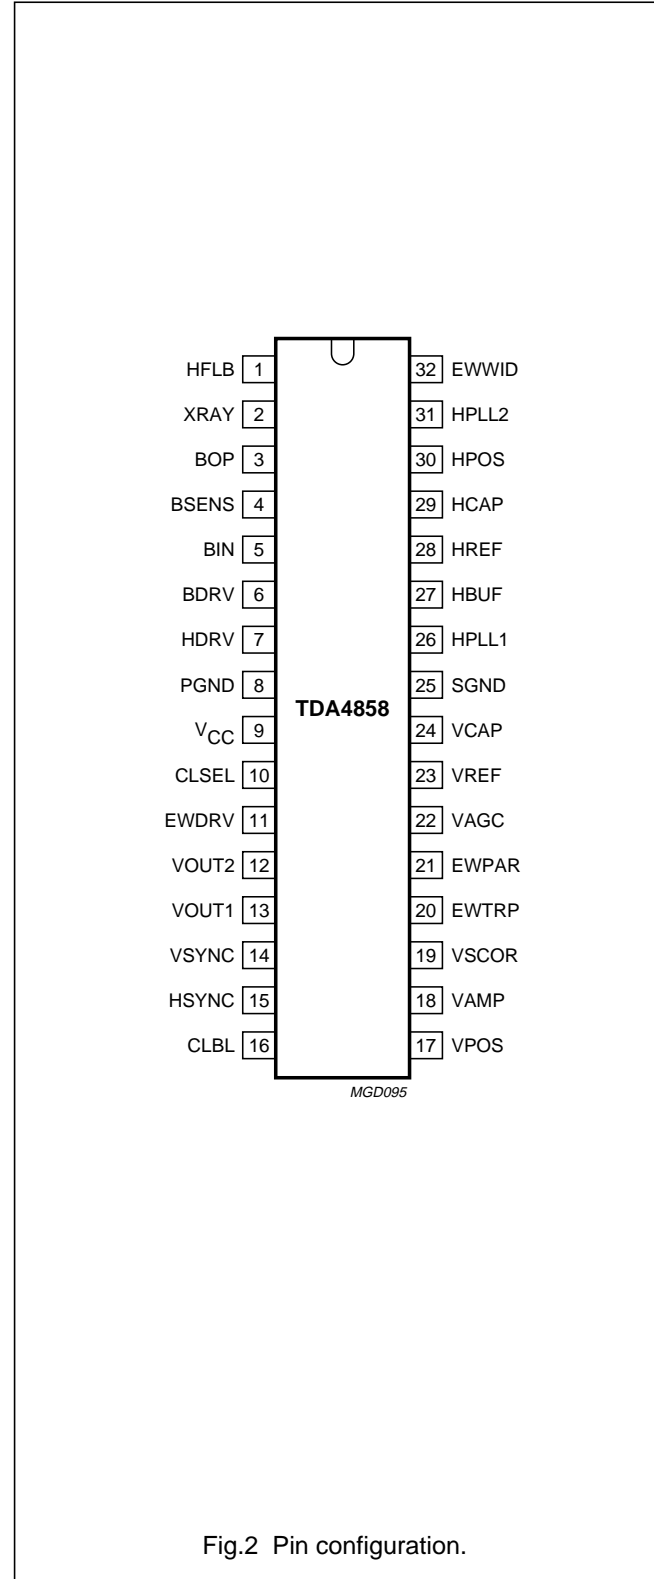 HFLB 1 32 EWWID
XRAY 2 31 HPLL2
BOP 3 30 HPOS
BSENS 4 29 HCAP
BIN 5 28 HREF
BDRV 6 27 HBUF
HDRV 7 26 HPLL1
PGND 8 25 SGND
TDA4858
VCC 9 24 VCAP
CLSEL 10 23 VREF
EWDRV 11 22 VAGC
VOUT2 12 21 EWPAR
VOUT1 13 20 EWTRP
VSYNC 14 19 VSCOR
HSYNC 15 18 VAMP
CLBL 16 17 VPOS
MGD095
Fig.2 Pin configuration.